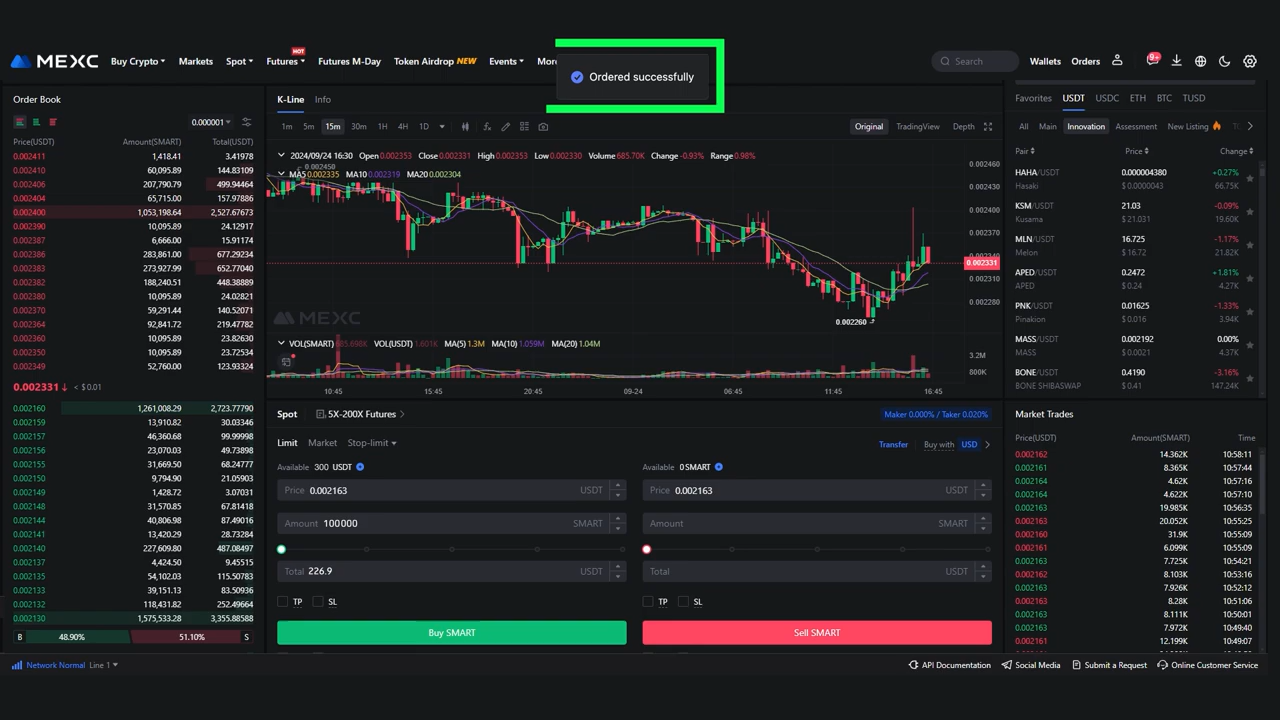 MEXC Buy Crypto Markets Spot Futures HOT Futures M-Day Token Airdrop NEW Events Mor
Ordered successfully
Search Wallets Orders 9+
Order Book
0.000001
Price(USDT) Amount(SMART) Total(USDT)
0.002411 1,418.41 3.41978
0.002410 60,095.89 144.83109
0.002406 207,790.79 499.94464
0.002404 65,715.00 157.97886
0.002400 1,053,198.64 2,527.67673
0.002390 10,095.89 24.12917
0.002387 6,666.00 15.91174
0.002386 283,861.00 677.29234
0.002383 273,927.99 652.77040
0.002382 188,240.51 448.38889
0.002380 10,095.89 24.02821
0.002370 59,291.44 140.52071
0.002364 92,841.72 219.47782
0.002360 10,095.89 23.82630
0.002350 10,095.89 23.72534
0.002349 52,760.00 123.93324
0.002331↓ < $0.01
0.002160 1,261,008.29 2,723.77790
0.002159 13,910.82 30.03346
0.002157 46,360.68 99.99998
0.002156 23,071.84 49.73898
0.002155 31,669.50 68.24777
0.002150 9,794.90 21.05903
0.002149 1,428.72 3.07031
0.002148 31,570.85 67.81418
0.002144 40,806.98 87.49016
0.002141 13,420.29 28.73284
0.002140 227,609.80 487.08497
0.002137 4,424.50 9.45515
0.002135 54,102.03 115.50783
0.002133 39,151.13 83.50936
0.002132 118,431.82 252.49664
0.002130 1,575,533.28 3,355.88588
B 48.90% 51.10% S
K-Line Info
1m 5m 15m 30m 1H 4H 1D
Original TradingView Depth
2024/09/24 16:30 Open 0.002353 Close 0.002331 High 0.002353 Low 0.002330 Volume 685.70K Change -0.93% Range 0.98%
0.002450
MA5 0.002335 MA10 0.002319 MA20 0.002304
0.002460
0.002430
0.002400
0.002370
0.002340
0.002331
0.002310
0.002280
0.002260
MEXC
VOL(SMART) 685.698K VOL(USDT) 1.601K MA(5) 1.3M MA(10) 1.059M MA(20) 1.04M
3.2M
800K
10:45 15:45 20:45 09-24 06:45 11:45 16:45
Spot 5X-200X Futures
Maker 0.000% / Taker 0.020%
Limit Market Stop-limit
Transfer Buy with USD
Available 300 USDT
Price 0.002163 USDT
Amount 100000 SMART
Total 226.9 USDT
TP SL
Buy SMART
Available 0 SMART
Price 0.002163 USDT
Amount SMART
Total USDT
TP SL
Sell SMART
Favorites USDT USDC ETH BTC TUSD
All Main Innovation Assessment New Listing
Pair Price Change
HAHA/USDT 0.000004380 +0.27%
Hasaki $ 0.0000043 66.75K
KSM/USDT 21.03 -0.09%
Kusama $ 21.031 19.60K
MLN/USDT 16.725 -1.17%
Melon $ 16.72 21.82K
APED/USDT 0.2472 +1.81%
APED $ 0.24 4.27K
PNK/USDT 0.01625 -1.33%
Pinakion $ 0.016 3.94K
MASS/USDT 0.002192 0.00%
MASS $ 0.0021 4.37K
BONE/USDT 0.4190 -3.16%
BONE SHIBASWAP $ 0.41 147.24K
Market Trades
Price(USDT) Amount(SMART) Time
0.002162 14.362K 10:58:11
0.002161 8.365K 10:57:44
0.002164 4.62K 10:57:16
0.002164 4.622K 10:57:10
0.002163 19.985K 10:56:35
0.002163 20.052K 10:55:25
0.002160 31.9K 10:55:09
0.002161 6.099K 10:55:09
0.002163 7.725K 10:54:21
0.002162 8.103K 10:53:16
0.002163 7.926K 10:52:12
0.002163 8.28K 10:51:06
0.002163 8.111K 10:50:01
0.002163 7.972K 10:49:40
0.002161 12.199K 10:49:07
Network Normal Line 1
API Documentation Social Media Submit a Request Online Customer Service